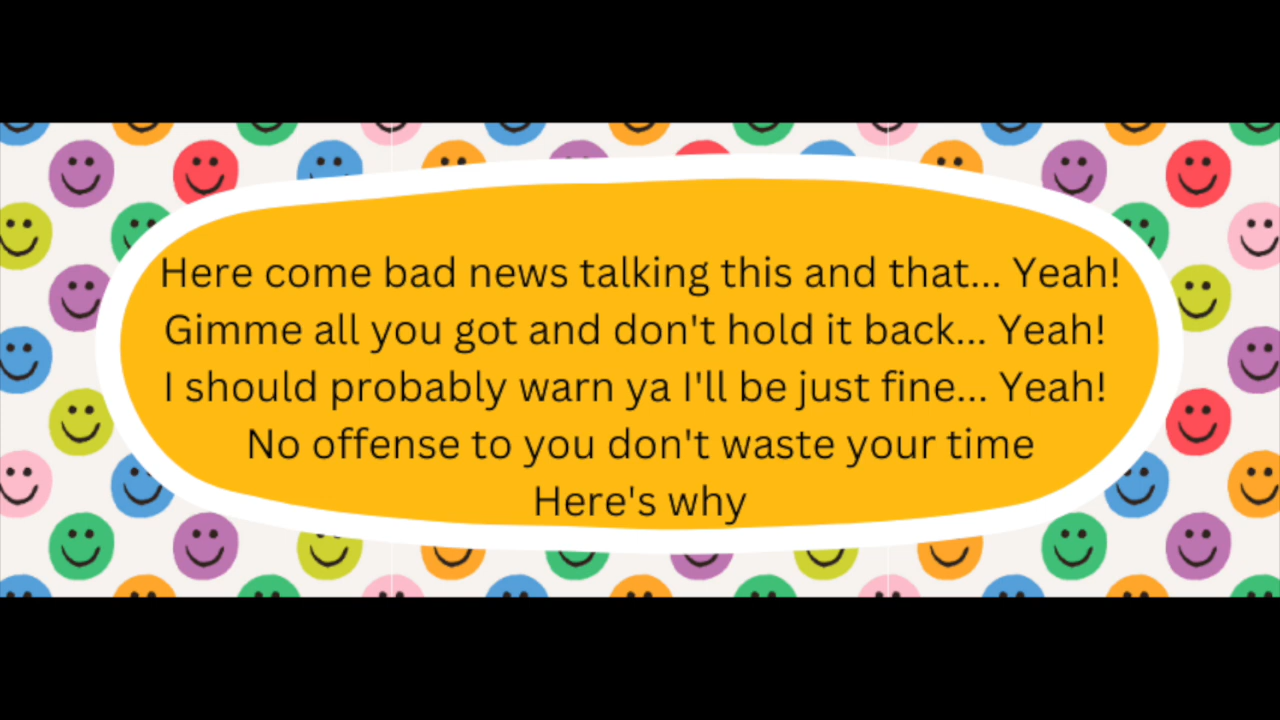 Here come bad news talking this and that... Yeah!
Gimme all you got and don't hold it back... Yeah!
I should probably warn ya I'll be just fine... Yeah!
No offense to you don't waste your time
Here's why